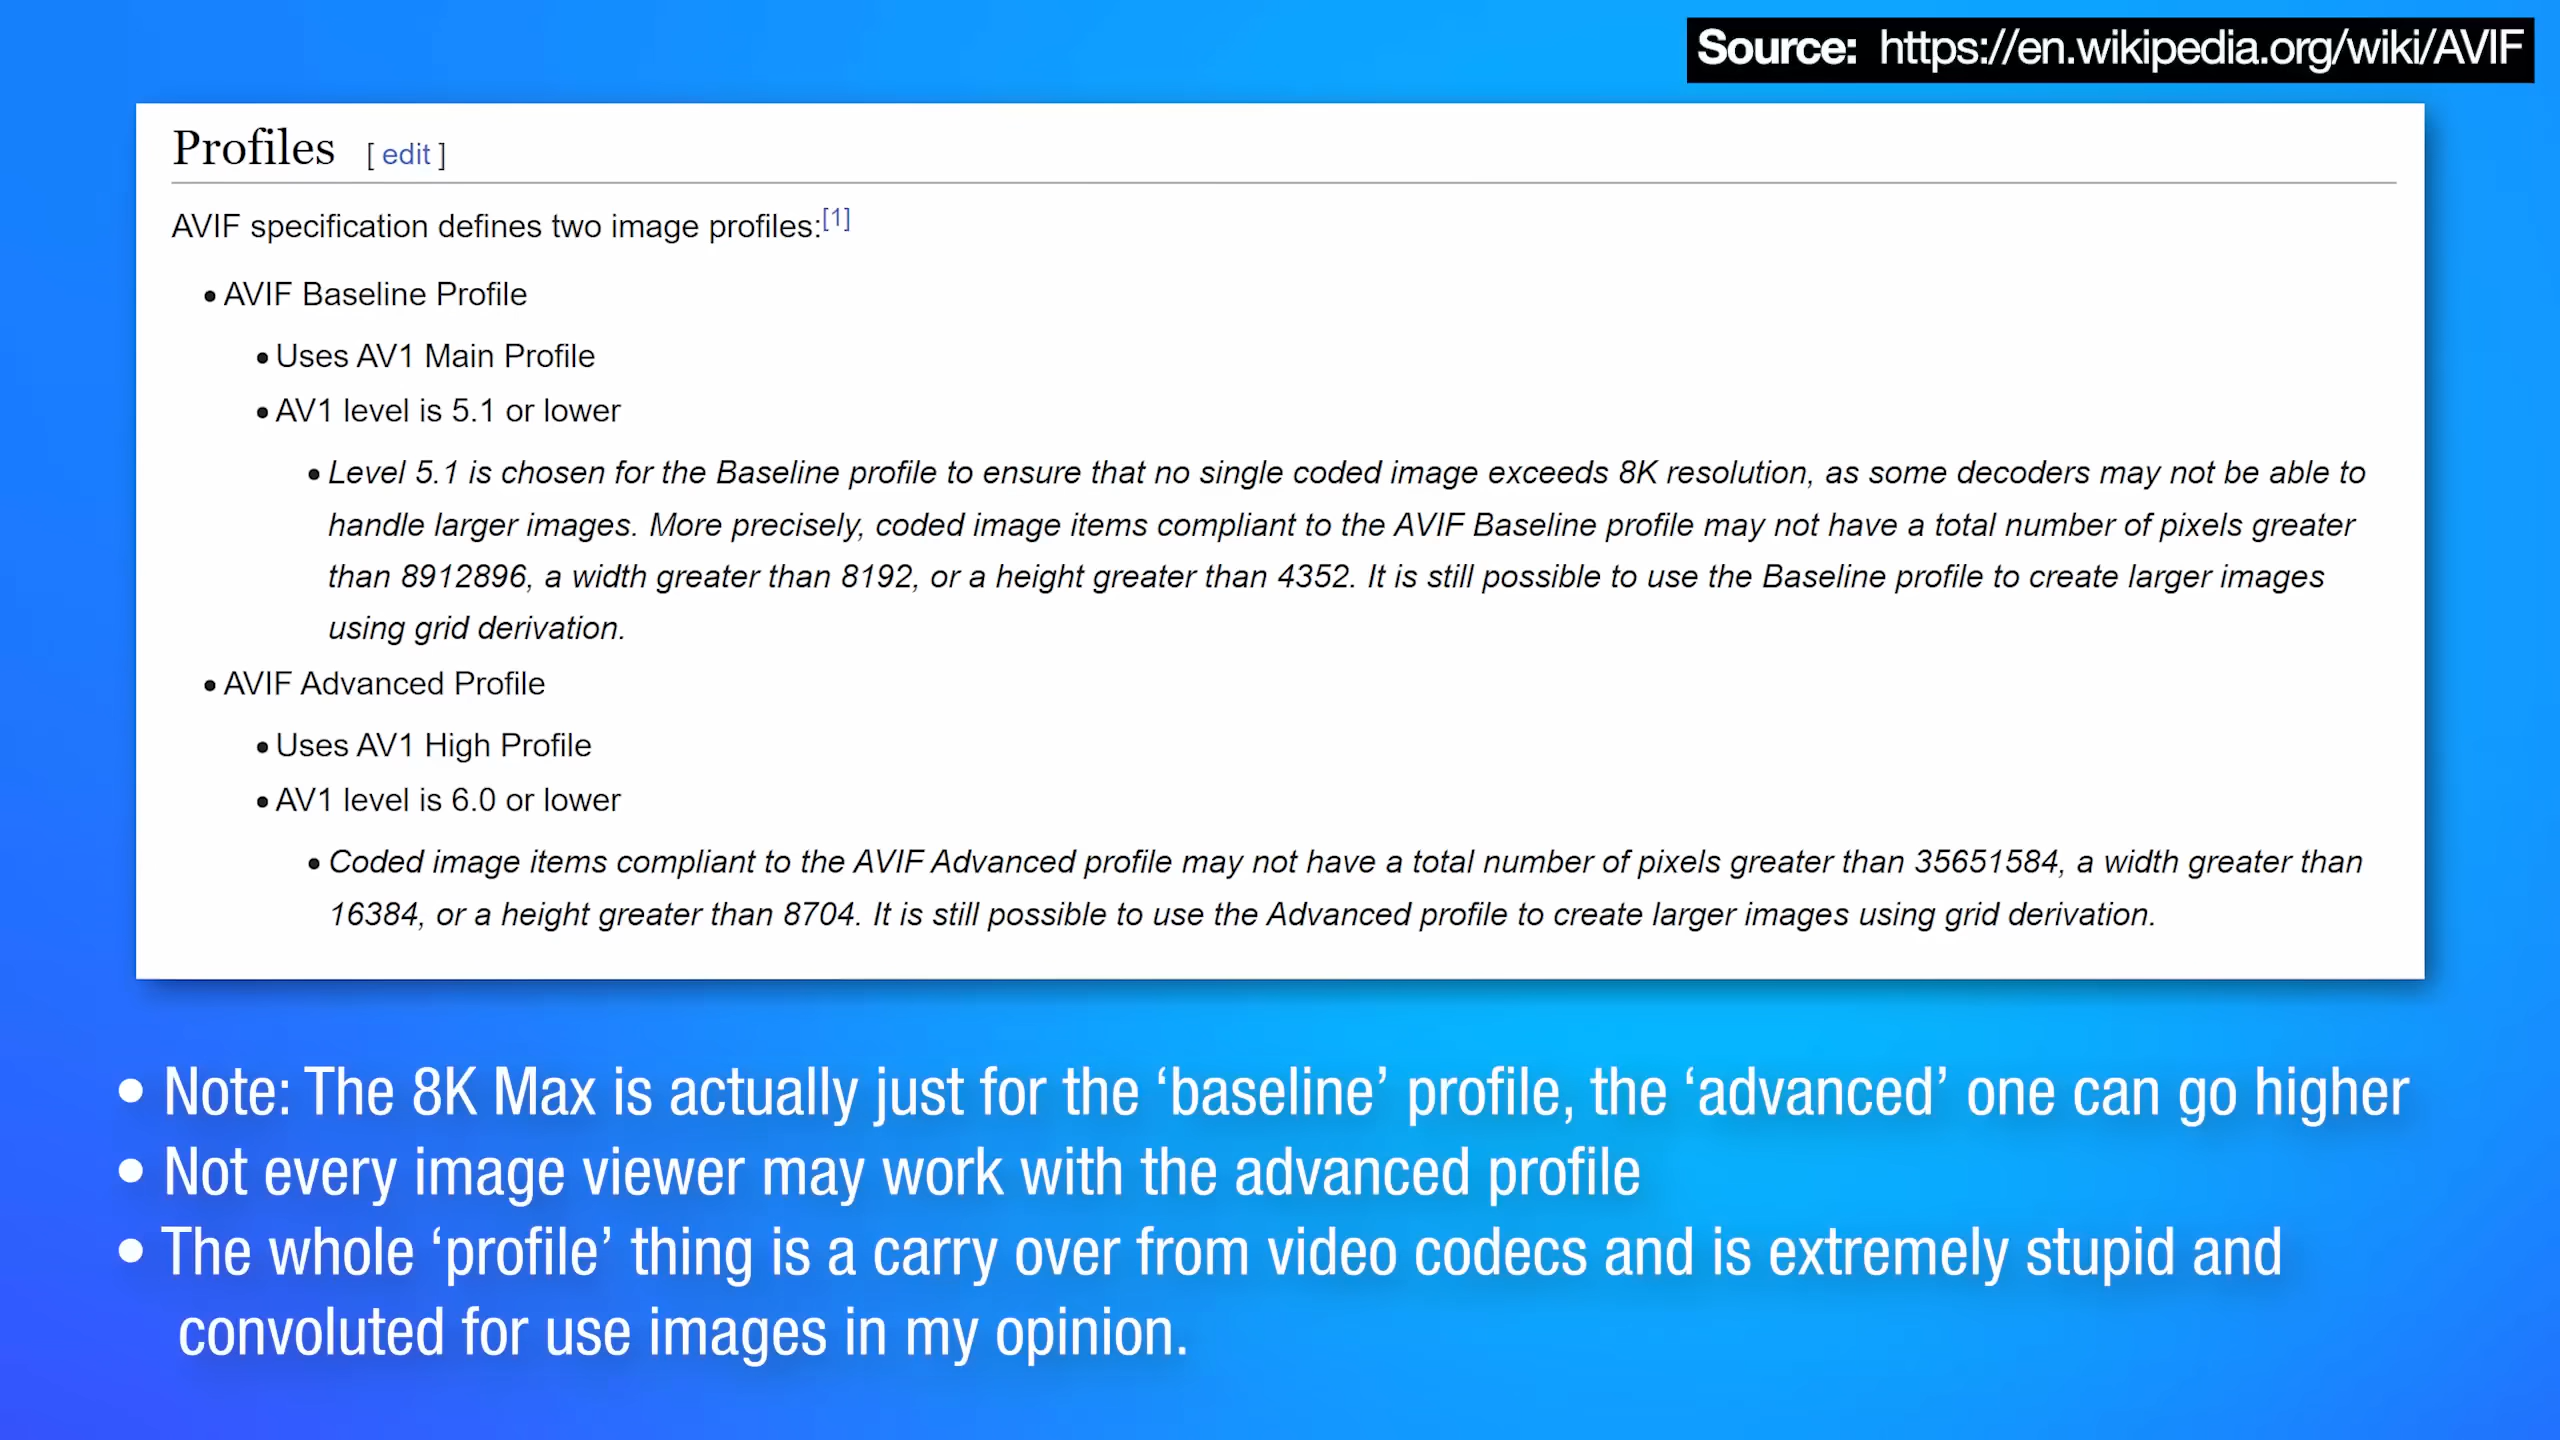 Source: https://en.wikipedia.org/wiki/AVIF
Profiles [ edit ]
AVIF specification defines two image profiles:[1]
• AVIF Baseline Profile
• Uses AV1 Main Profile
• AV1 level is 5.1 or lower
• Level 5.1 is chosen for the Baseline profile to ensure that no single coded image exceeds 8K resolution, as some decoders may not be able to
handle larger images. More precisely, coded image items compliant to the AVIF Baseline profile may not have a total number of pixels greater
than 8912896, a width greater than 8192, or a height greater than 4352. It is still possible to use the Baseline profile to create larger images
using grid derivation.
• AVIF Advanced Profile
• Uses AV1 High Profile
• AV1 level is 6.0 or lower
• Coded image items compliant to the AVIF Advanced profile may not have a total number of pixels greater than 35651584, a width greater than
16384, or a height greater than 8704. It is still possible to use the Advanced profile to create larger images using grid derivation.
• Note: The 8K Max is actually just for the ‘baseline’ profile, the ‘advanced’ one can go higher
• Not every image viewer may work with the advanced profile
• The whole ‘profile’ thing is a carry over from video codecs and is extremely stupid and
convoluted for use images in my opinion.